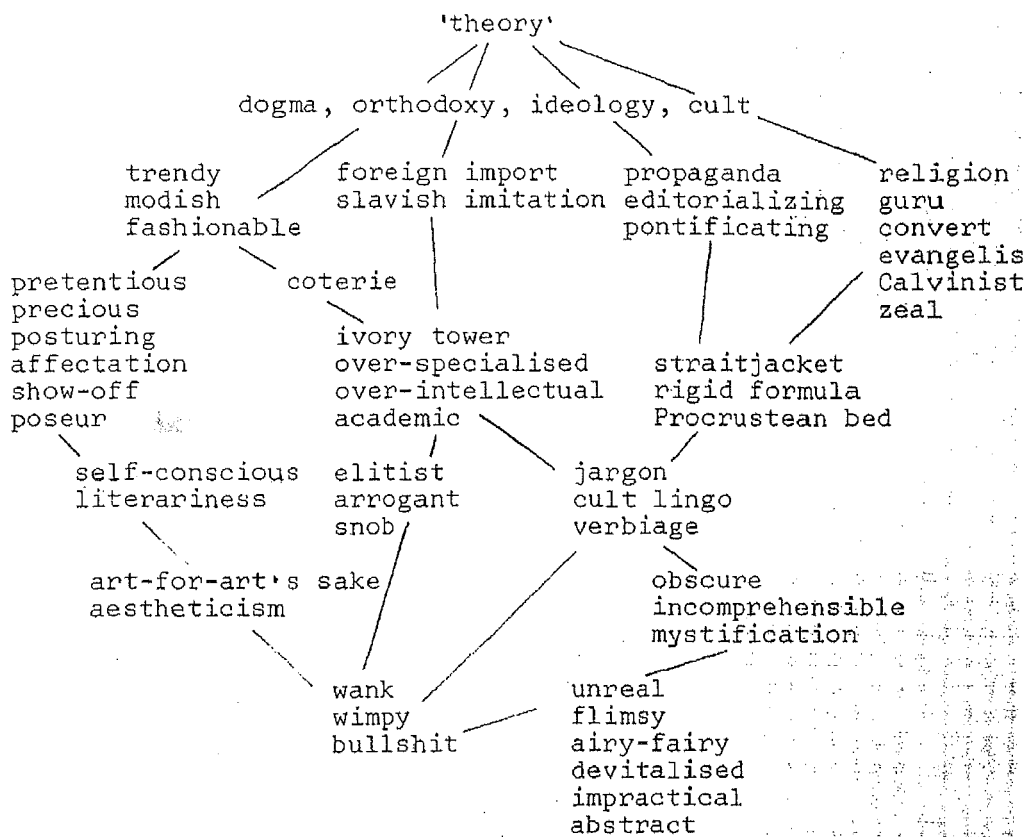 'theory'
dogma, orthodoxy, ideology, cult
trendy
modish
fashionable
foreign import
slavish imitation
propaganda
editorializing
pontificating
religion
guru
convert
evangelis
Calvinist
zeal
pretentious
precious
posturing
affectation
show-off
poseur
coterie
ivory tower
over-specialised
over-intellectual
academic
straitjacket
rigid formula
Procrustean bed
self-conscious
literariness
elitist
arrogant
snob
jargon
cult lingo
verbiage
art-for-art's sake
aestheticism
obscure
incomprehensible
mystification
wank
wimpy
bullshit
unreal
flimsy
airy-fairy
devitalised
impractical
abstract